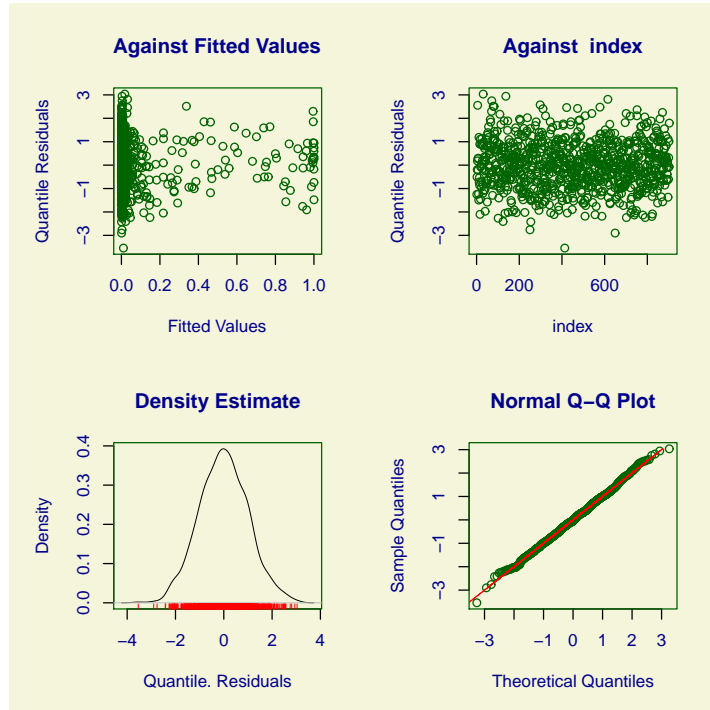 Against Fitted Values
Quantile Residuals
3
1
−1
−3
0.0 0.2 0.4 0.6 0.8 1.0
Fitted Values
Against index
Quantile Residuals
3
1
−1
−3
0 200 600
index
Density Estimate
Density
0.4
0.3
0.2
0.1
0.0
−4 −2 0 2 4
Quantile. Residuals
Normal Q−Q Plot
Sample Quantiles
3
1
−1
−3
−3 −1 0 1 2 3
Theoretical Quantiles